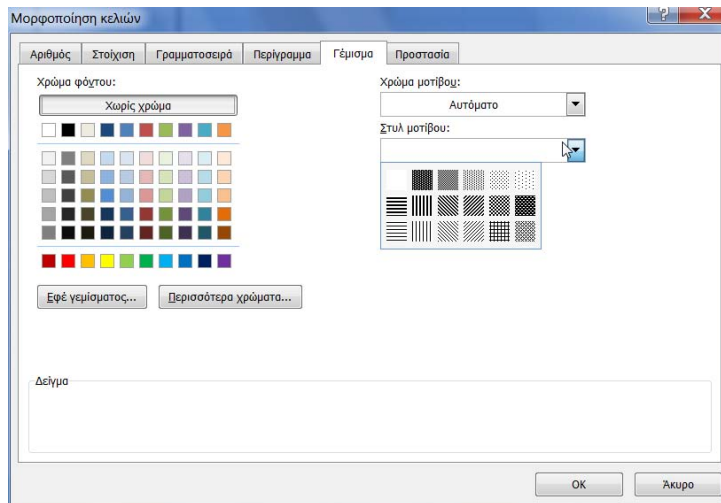 Μορφοποίηση κελιών
Αριθμός Στοίχιση Γραμματοσειρά Περίγραμμα Γέμισμα Προστασία
Χρώμα φόντου:
Χωρίς χρώμα
Εφέ γεμίσματος... Περισσότερα χρώματα...
Χρώμα μοτίβου:
Αυτόματο
Στυλ μοτίβου:
Δείγμα
OK Άκυρο